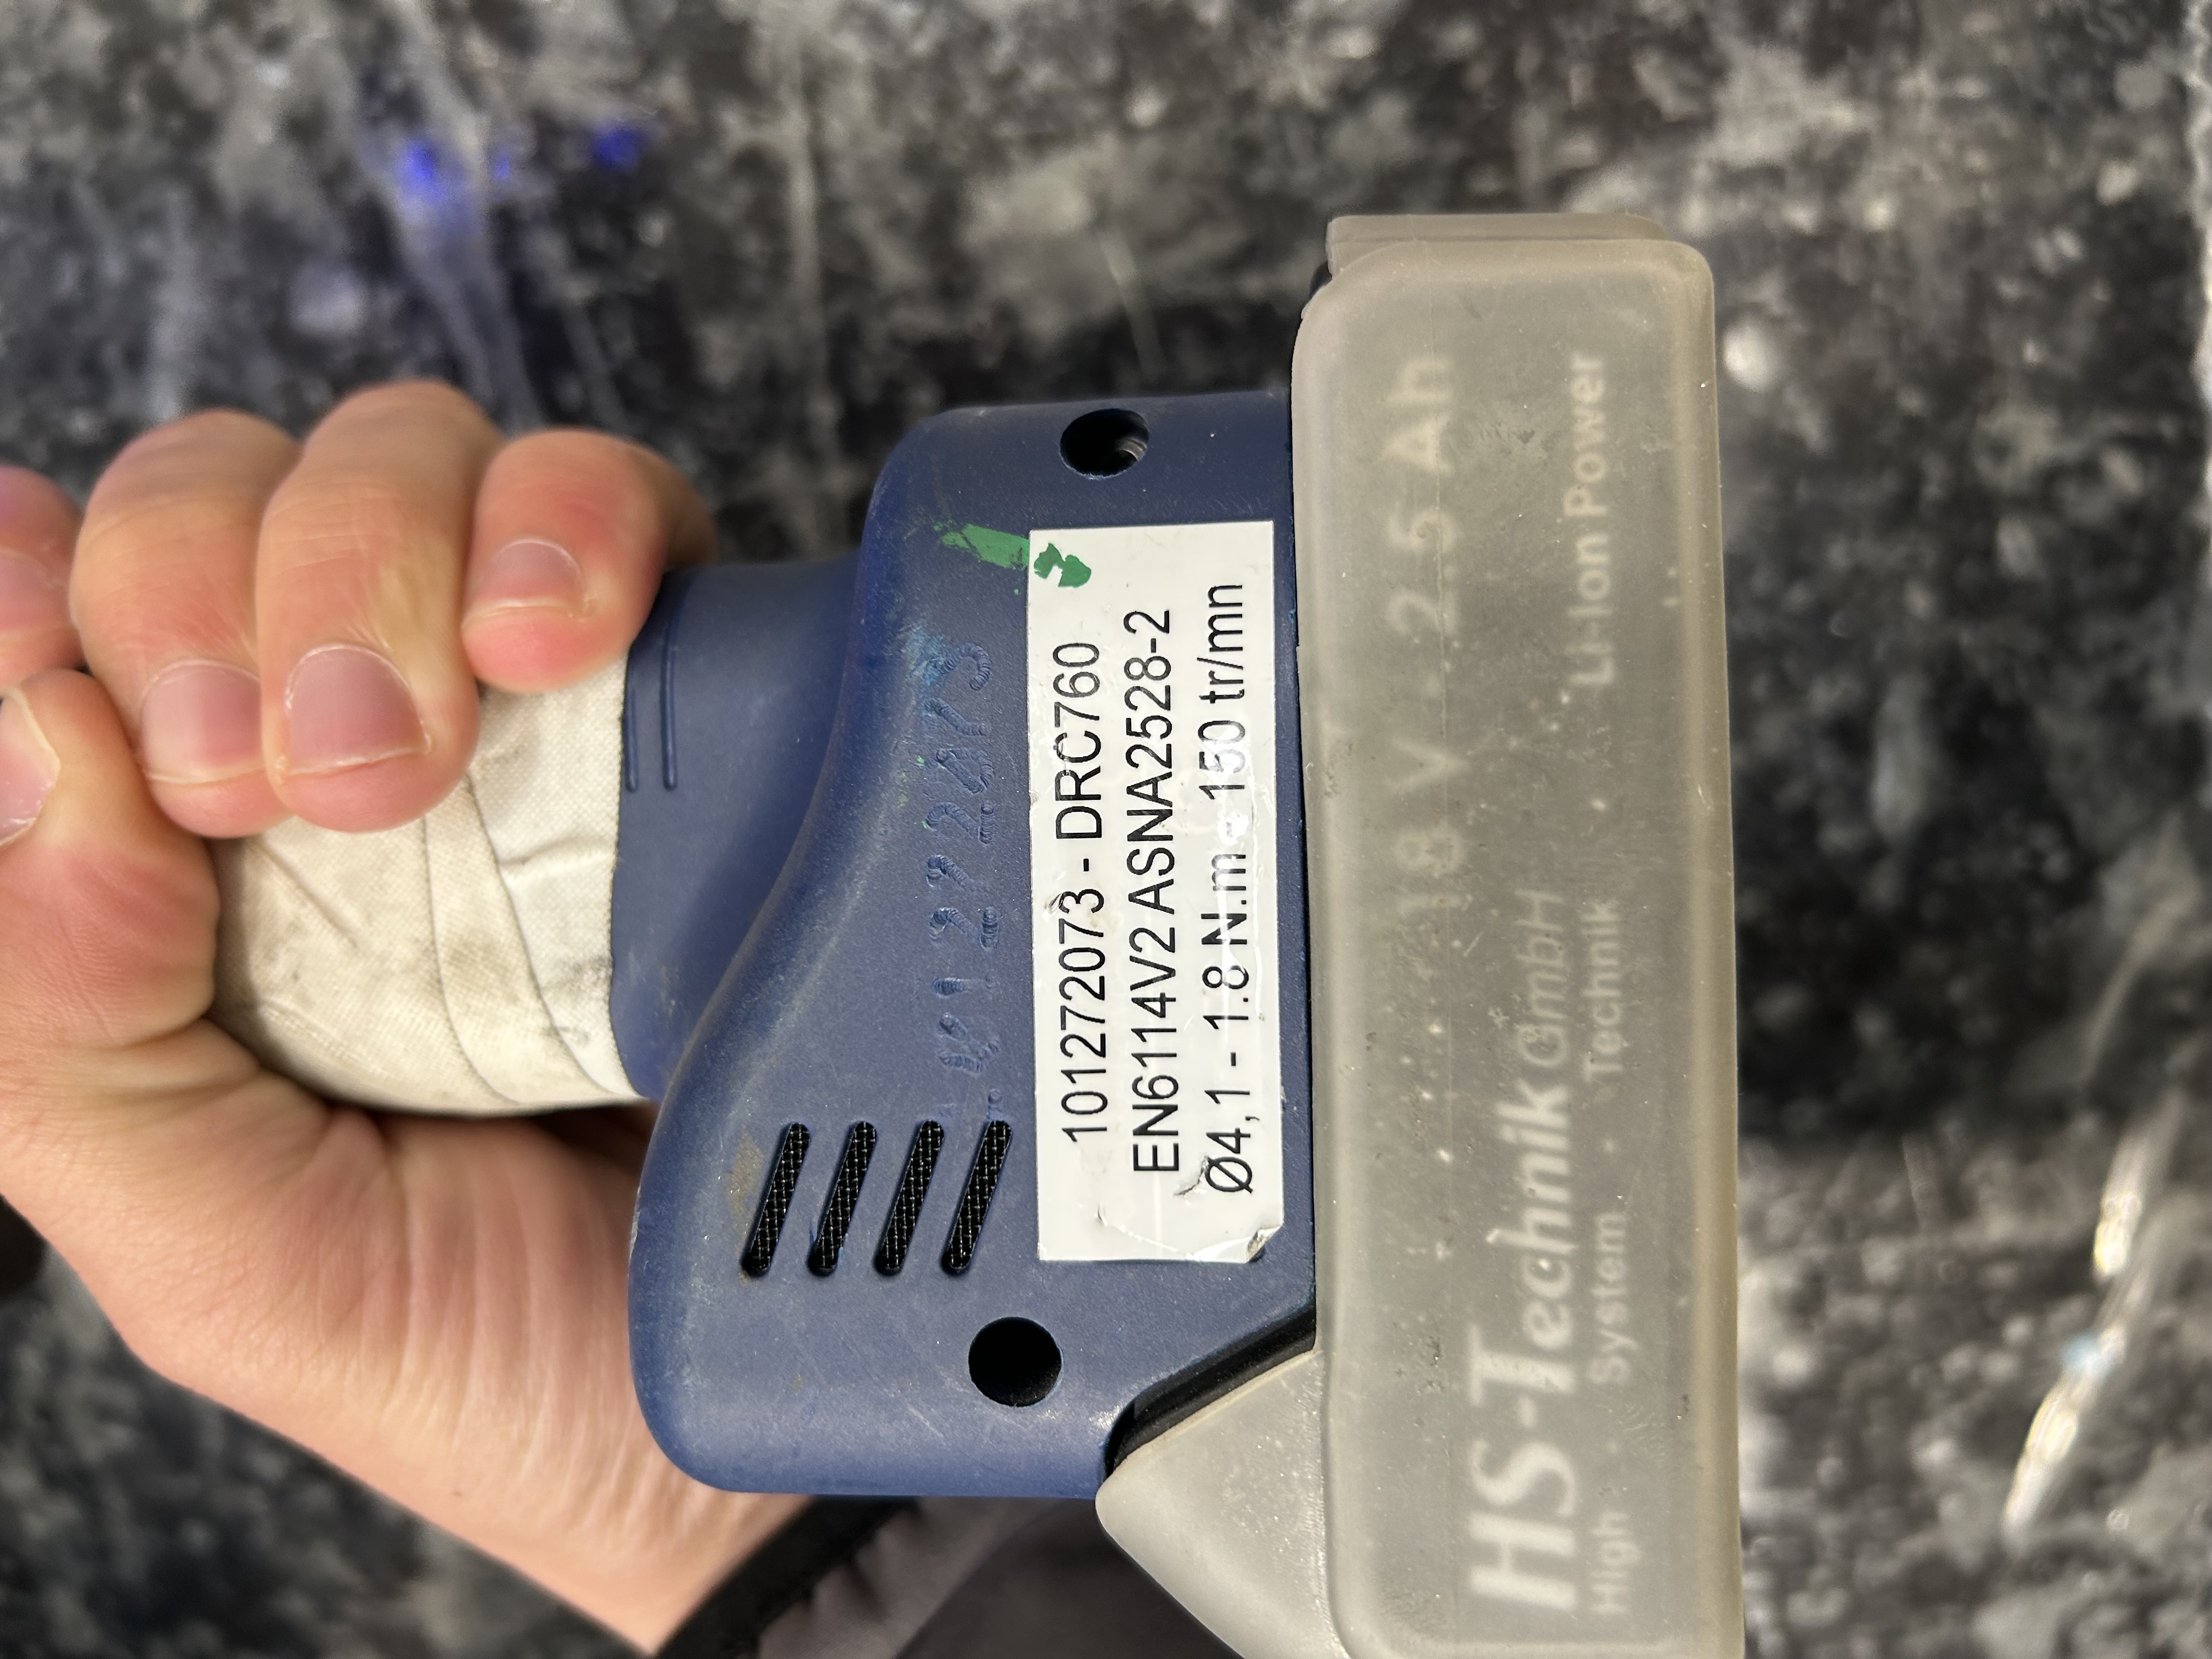 101272073
101272073 - DRC760
EN6114V2 ASNA2528-2
Ø4,1 - 1.8 N.m - 150 tr/mn
18 V - 2.5 Ah
HS-Technik GmbH
High · System · Technik · Li-Ion Power